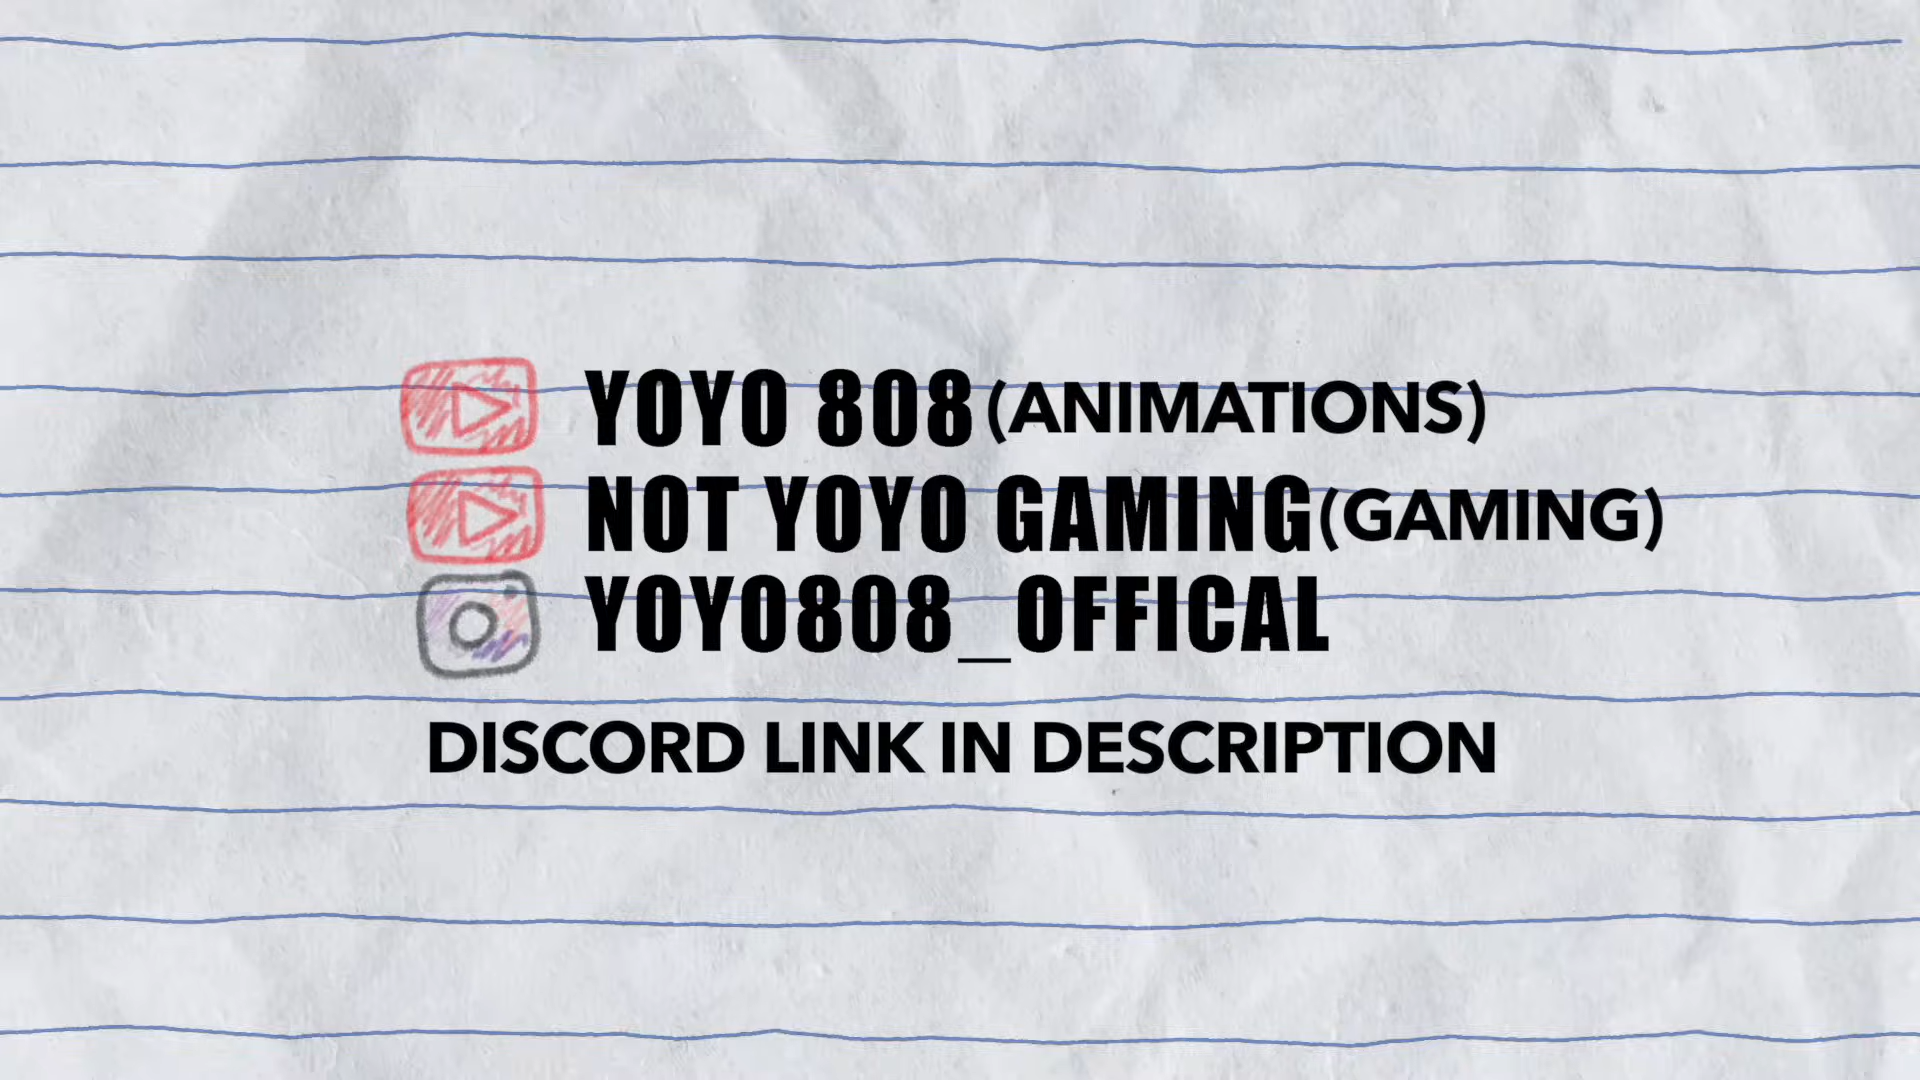 YOYO 808 (ANIMATIONS)
NOT YOYO GAMING (GAMING)
YOYO808_OFFICAL
DISCORD LINK IN DESCRIPTION